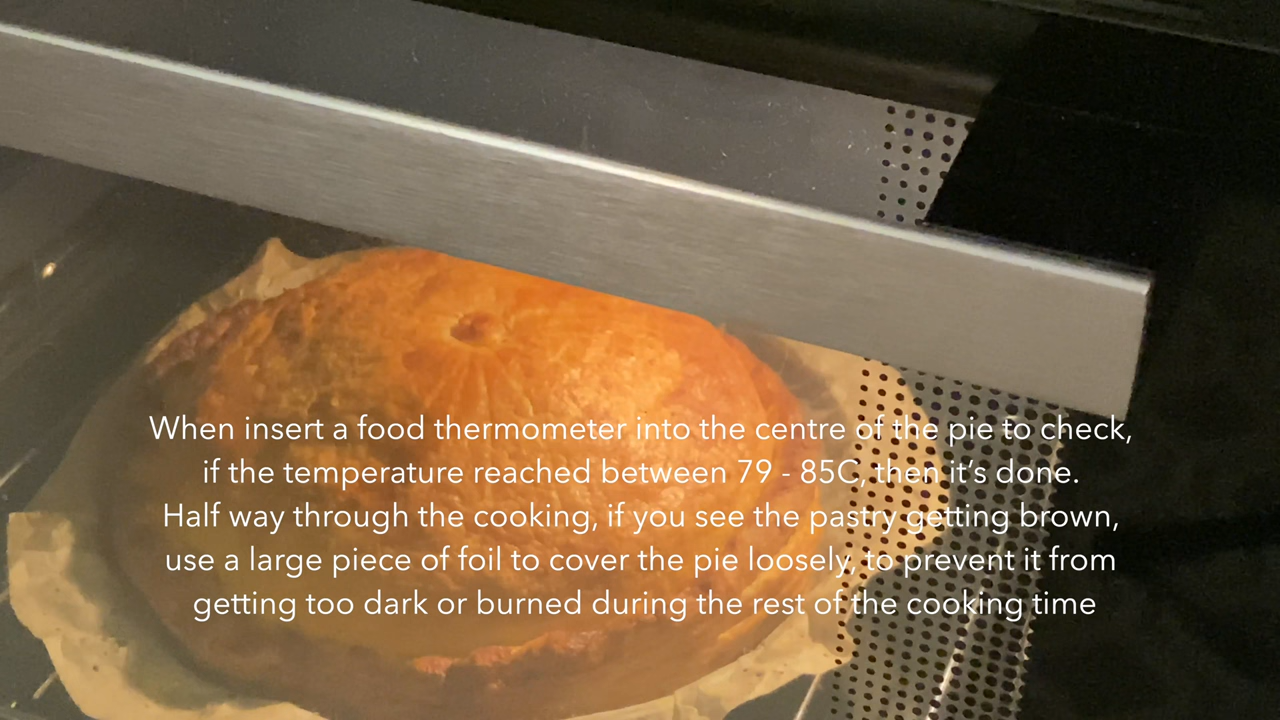 When insert a food thermometer into the centre of the pie to check,
if the temperature reached between 79 - 85C, then it's done.
Half way through the cooking, if you see the pastry getting brown,
use a large piece of foil to cover the pie loosely, to prevent it from
getting too dark or burned during the rest of the cooking time